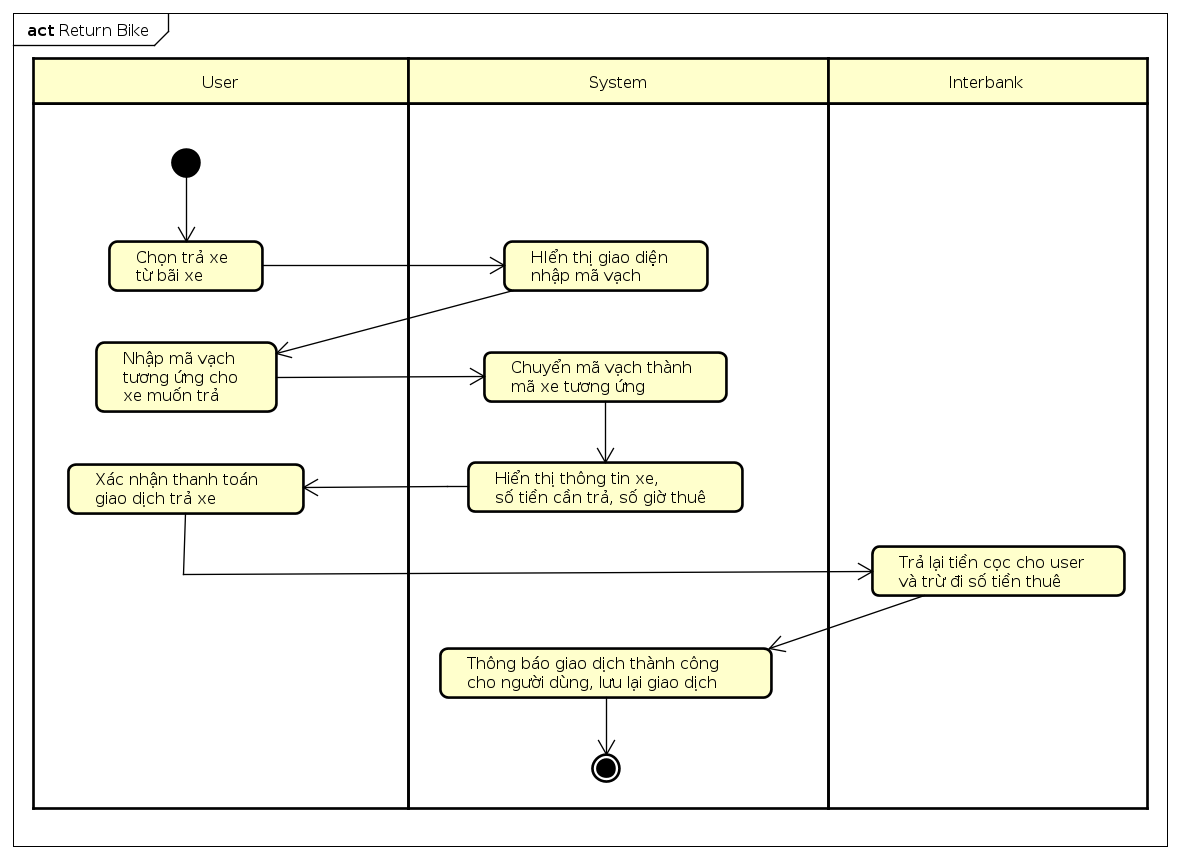 act Return Bike
User
System
Interbank
Chọn trả xe
từ bãi xe
HIển thị giao diện
nhập mã vạch
Nhập mã vạch
tương ứng cho
xe muốn trả
Chuyển mã vạch thành
mã xe tương ứng
Hiển thị thông tin xe,
số tiền cần trả, số giờ thuê
Xác nhận thanh toán
giao dịch trả xe
Trả lại tiền cọc cho user
và trừ đi số tiền thuê
Thông báo giao dịch thành công
cho người dùng, lưu lại giao dịch